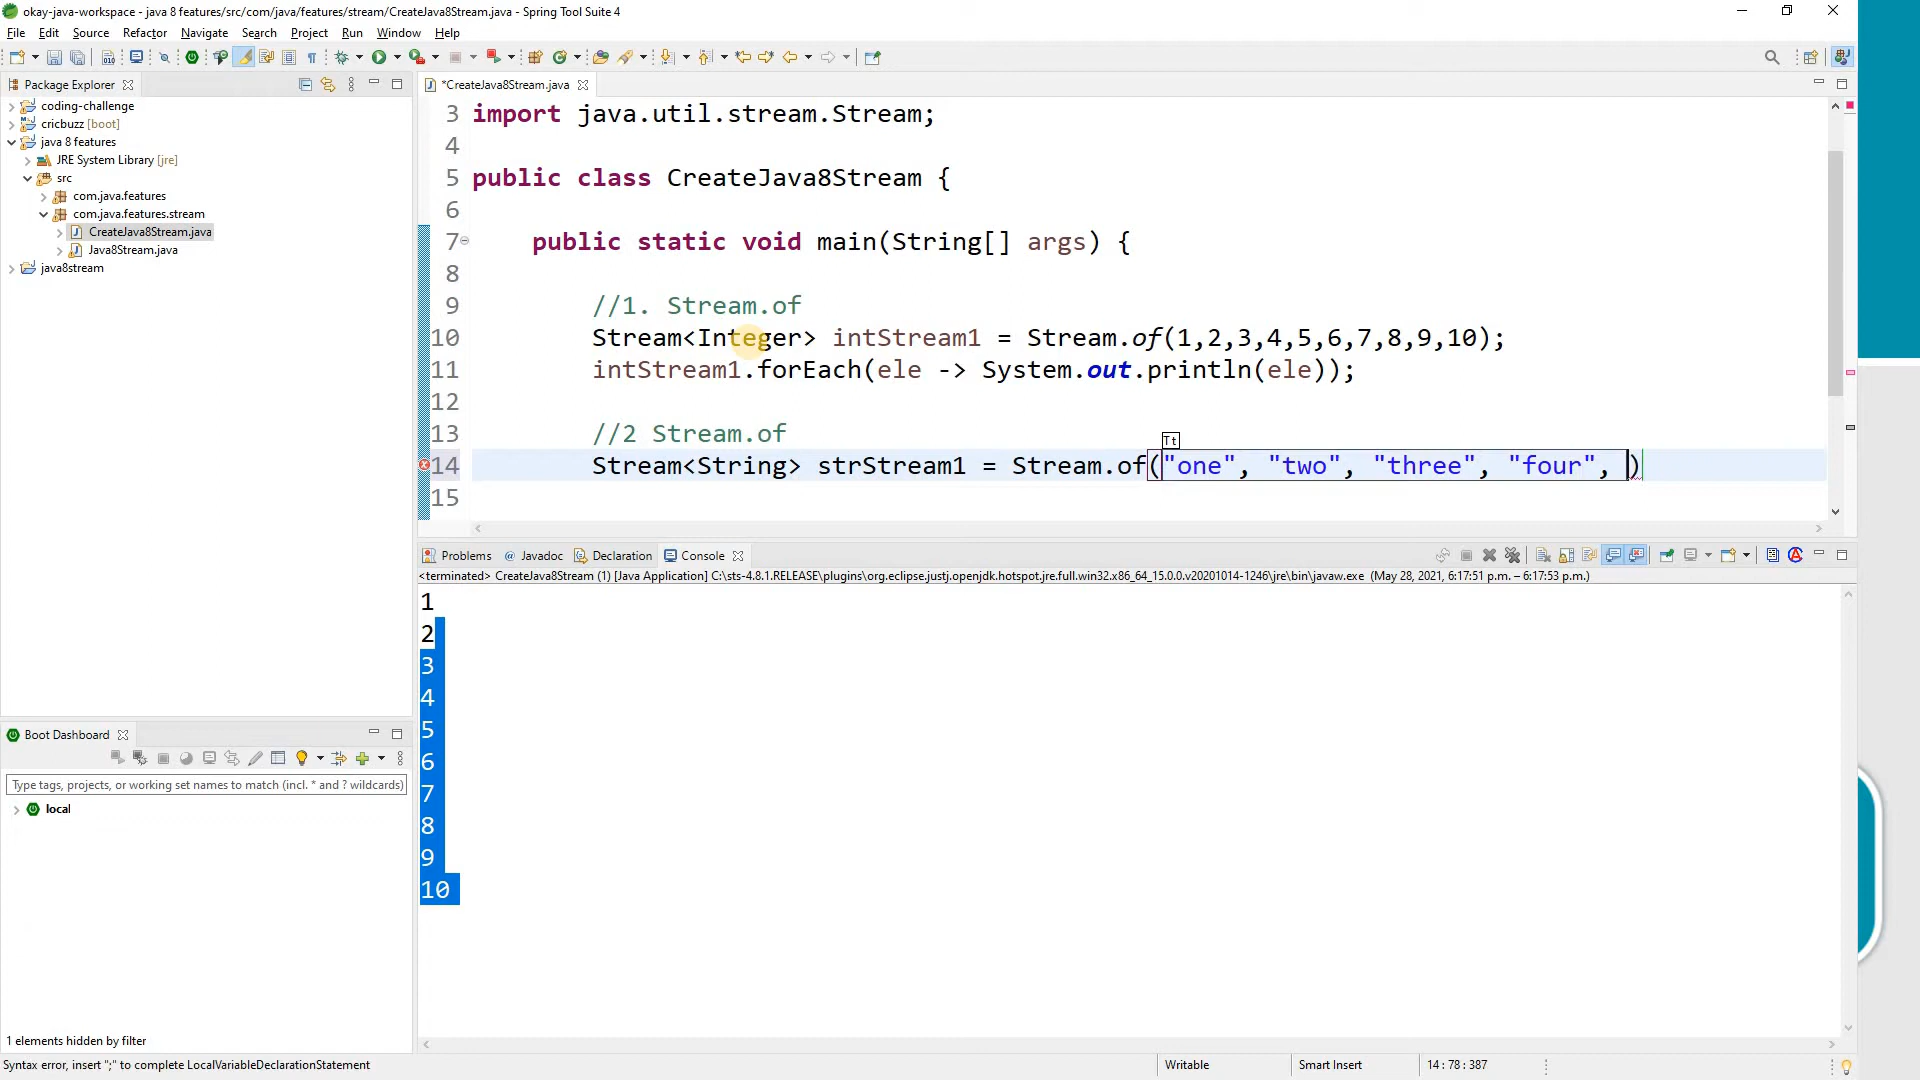 okay-java-workspace - java 8 features/src/com/java/features/stream/CreateJava8Stream.java - Spring Tool Suite 4
File Edit Source Refactor Navigate Search Project Run Window Help
Package Explorer
*CreateJava8Stream.java
coding-challenge
cricbuzz [boot]
java 8 features
JRE System Library [jre]
src
com.java.features
com.java.features.stream
CreateJava8Stream.java
Java8Stream.java
java8stream
3 import java.util.stream.Stream;
4
5 public class CreateJava8Stream {
6
7 public static void main(String[] args) {
8
9 //1. Stream.of
10 Stream<Integer> intStream1 = Stream.of(1,2,3,4,5,6,7,8,9,10);
11 intStream1.forEach(ele -> System.out.println(ele));
12
13 //2 Stream.of
Tt
14 Stream<String> strStream1 = Stream.of("one", "two", "three", "four", )
15
Problems @ Javadoc Declaration Console
<terminated> CreateJava8Stream (1) [Java Application] C:\sts-4.8.1.RELEASE\plugins\org.eclipse.justj.openjdk.hotspot.jre.full.win32.x86_64_15.0.0.v20201014-1246\jre\bin\javaw.exe (May 28, 2021, 6:17:51 p.m. – 6:17:53 p.m.)
1
2
3
4
5
6
7
8
9
10
Boot Dashboard
Type tags, projects, or working set names to match (incl. * and ? wildcards)
local
1 elements hidden by filter
Syntax error, insert ";" to complete LocalVariableDeclarationStatement
Writable
Smart Insert
14 : 78 : 387